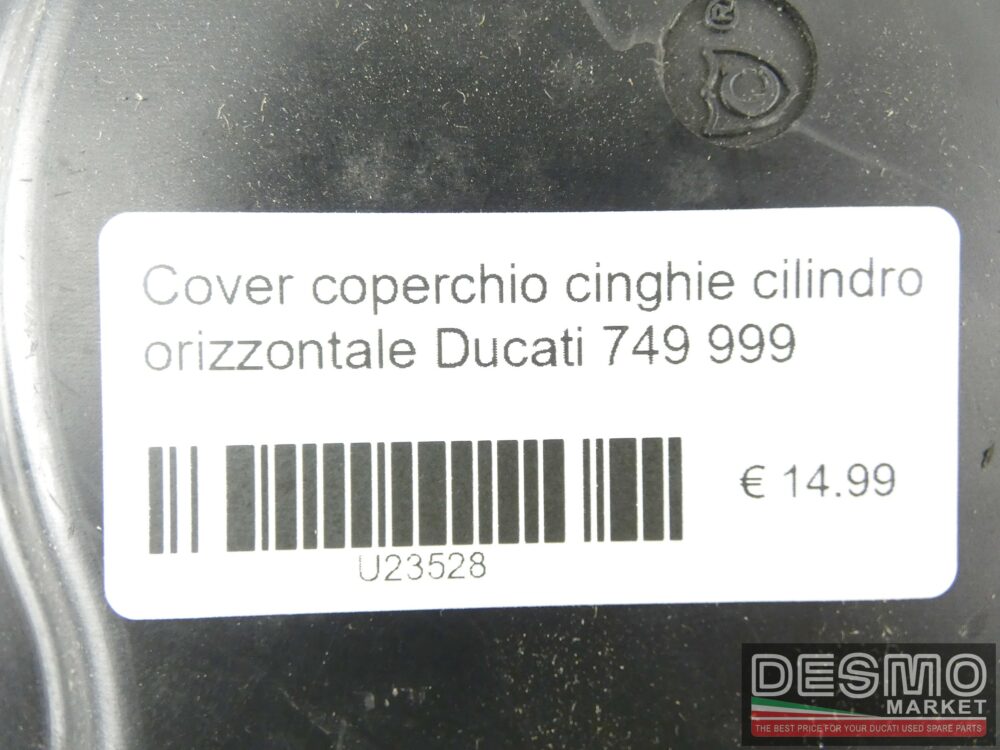 ®
C
Cover coperchio cinghie cilindro
orizzontale Ducati 749 999
€ 14.99
U23528
DESMO
MARKET
THE BEST PRICE FOR YOUR DUCATI USED SPARE PARTS